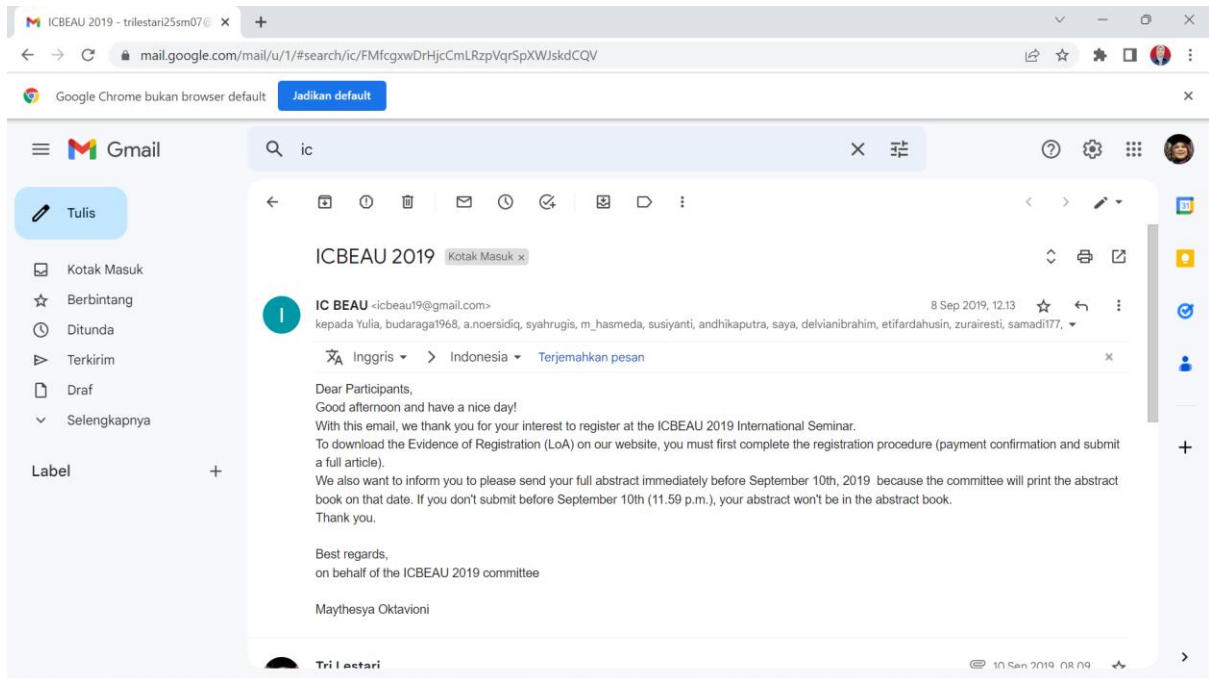 ICBEAU 2019 - trilestari25sm07@
mail.google.com/mail/u/1/#search/ic/FMfcgxwDrHjcCmLRzpVqrSpXWJskdCQV
Google Chrome bukan browser default Jadikan default
Gmail
ic
Tulis
Kotak Masuk
Berbintang
Ditunda
Terkirim
Draf
Selengkapnya
Label
ICBEAU 2019 Kotak Masuk x
I
IC BEAU <icbeau19@gmail.com> 8 Sep 2019, 12.13
kepada Yulia, budaraga1968, a.noersidiq, syahrugis, m_hasmeda, susiyanti, andhikaputra, saya, delvianibrahim, etifardahusin, zurairesti, samadi177,
Inggris > Indonesia Terjemahkan pesan
Dear Participants,
Good afternoon and have a nice day!
With this email, we thank you for your interest to register at the ICBEAU 2019 International Seminar.
To download the Evidence of Registration (LoA) on our website, you must first complete the registration procedure (payment confirmation and submit
a full article).
We also want to inform you to please send your full abstract immediately before September 10th, 2019 because the committee will print the abstract
book on that date. If you don't submit before September 10th (11.59 p.m.), your abstract won't be in the abstract book.
Thank you.
Best regards,
on behalf of the ICBEAU 2019 committee
Maythesya Oktavioni
Tri Lestari 10 Sep 2019, 08.09
31